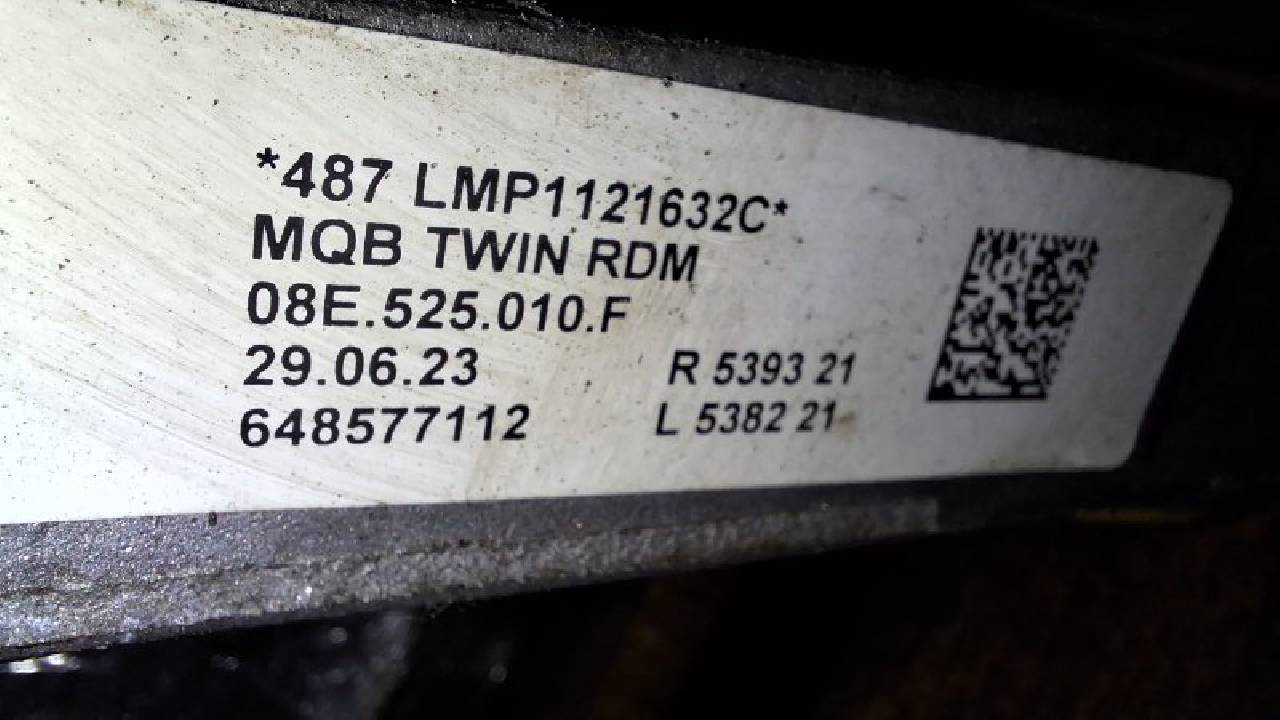 *487 LMP1121632C*
MQB TWIN RDM
08E.525.010.F
29.06.23 R 5393 21
648577112 L 5382 21